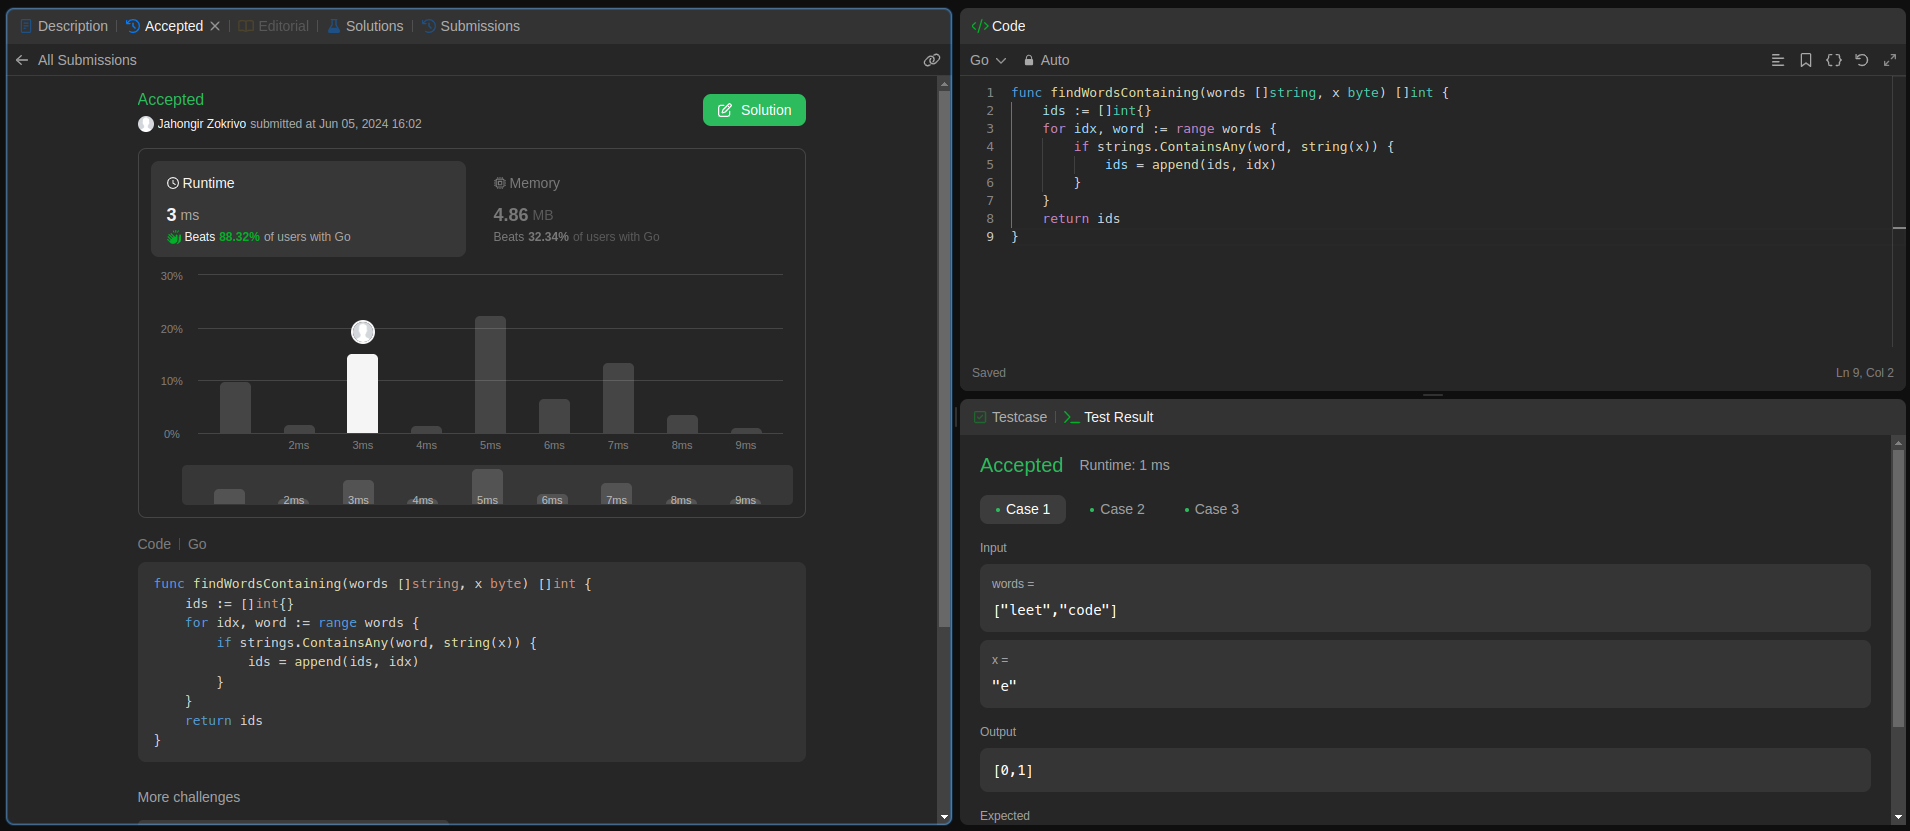 Description
Accepted
Editorial
Solutions
Submissions
All Submissions
Accepted
Jahongir Zokrivo submitted at Jun 05, 2024 16:02
Solution
Runtime
3 ms
Beats 88.32% of users with Go
Memory
4.86 MB
Beats 32.34% of users with Go
30%
20%
10%
0%
2ms 3ms 4ms 5ms 6ms 7ms 8ms 9ms
2ms 3ms 4ms 5ms 6ms 7ms 8ms 9ms
Code | Go
func findWordsContaining(words []string, x byte) []int {
    ids := []int{}
    for idx, word := range words {
        if strings.ContainsAny(word, string(x)) {
            ids = append(ids, idx)
        }
    }
    return ids
}
More challenges
</> Code
Go
Auto
1 func findWordsContaining(words []string, x byte) []int {
2     ids := []int{}
3     for idx, word := range words {
4         if strings.ContainsAny(word, string(x)) {
5             ids = append(ids, idx)
6         }
7     }
8     return ids
9 }
Saved
Ln 9, Col 2
Testcase
Test Result
Accepted
Runtime: 1 ms
Case 1
Case 2
Case 3
Input
words =
["leet","code"]
x =
"e"
Output
[0,1]
Expected